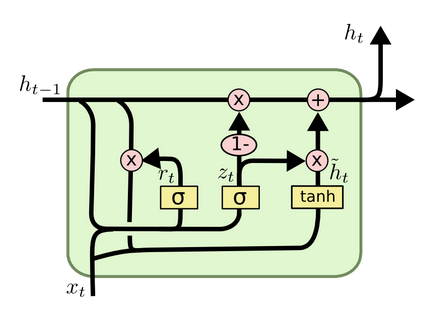 h_t
h_{t-1}
x
+
1-
x
r_t
z_t
x
h̃_t
σ
σ
tanh
x_t